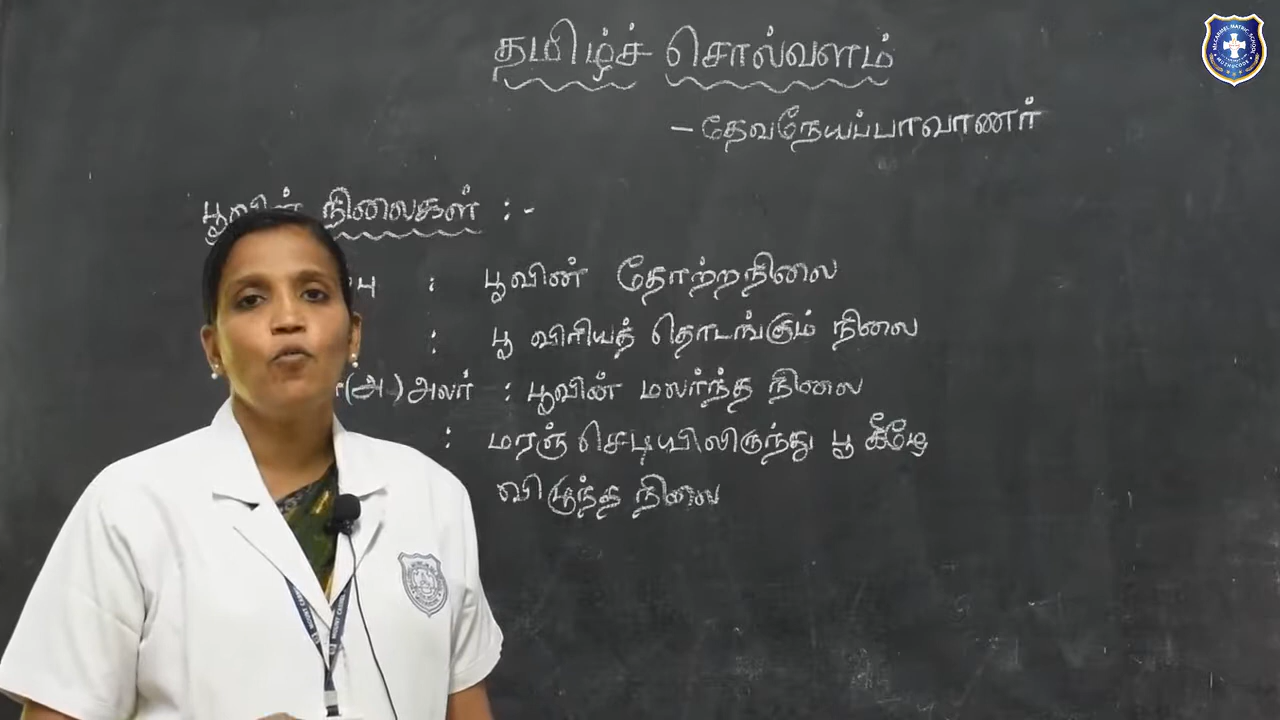 தமிழ்ச் சொல்வளம்
– தேவநேயப்பாவாணர்
பூவின் நிலைகள் :-
: பூவின் தோற்றநிலை
: பூ விரியத் தொடங்கும் நிலை
(அ) அலர் : பூவின் மலர்ந்த நிலை
: மரஞ் செடியிலிருந்து பூ கீழே
விழுந்த நிலை